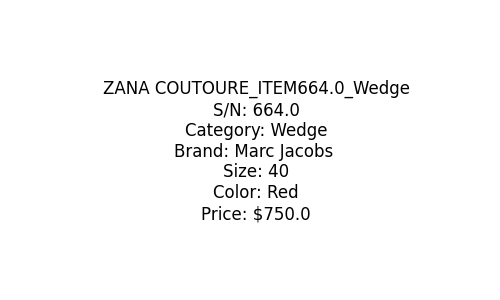 ZANA COUTOURE_ITEM664.0_Wedge
S/N: 664.0
Category: Wedge
Brand: Marc Jacobs
Size: 40
Color: Red
Price: $750.0